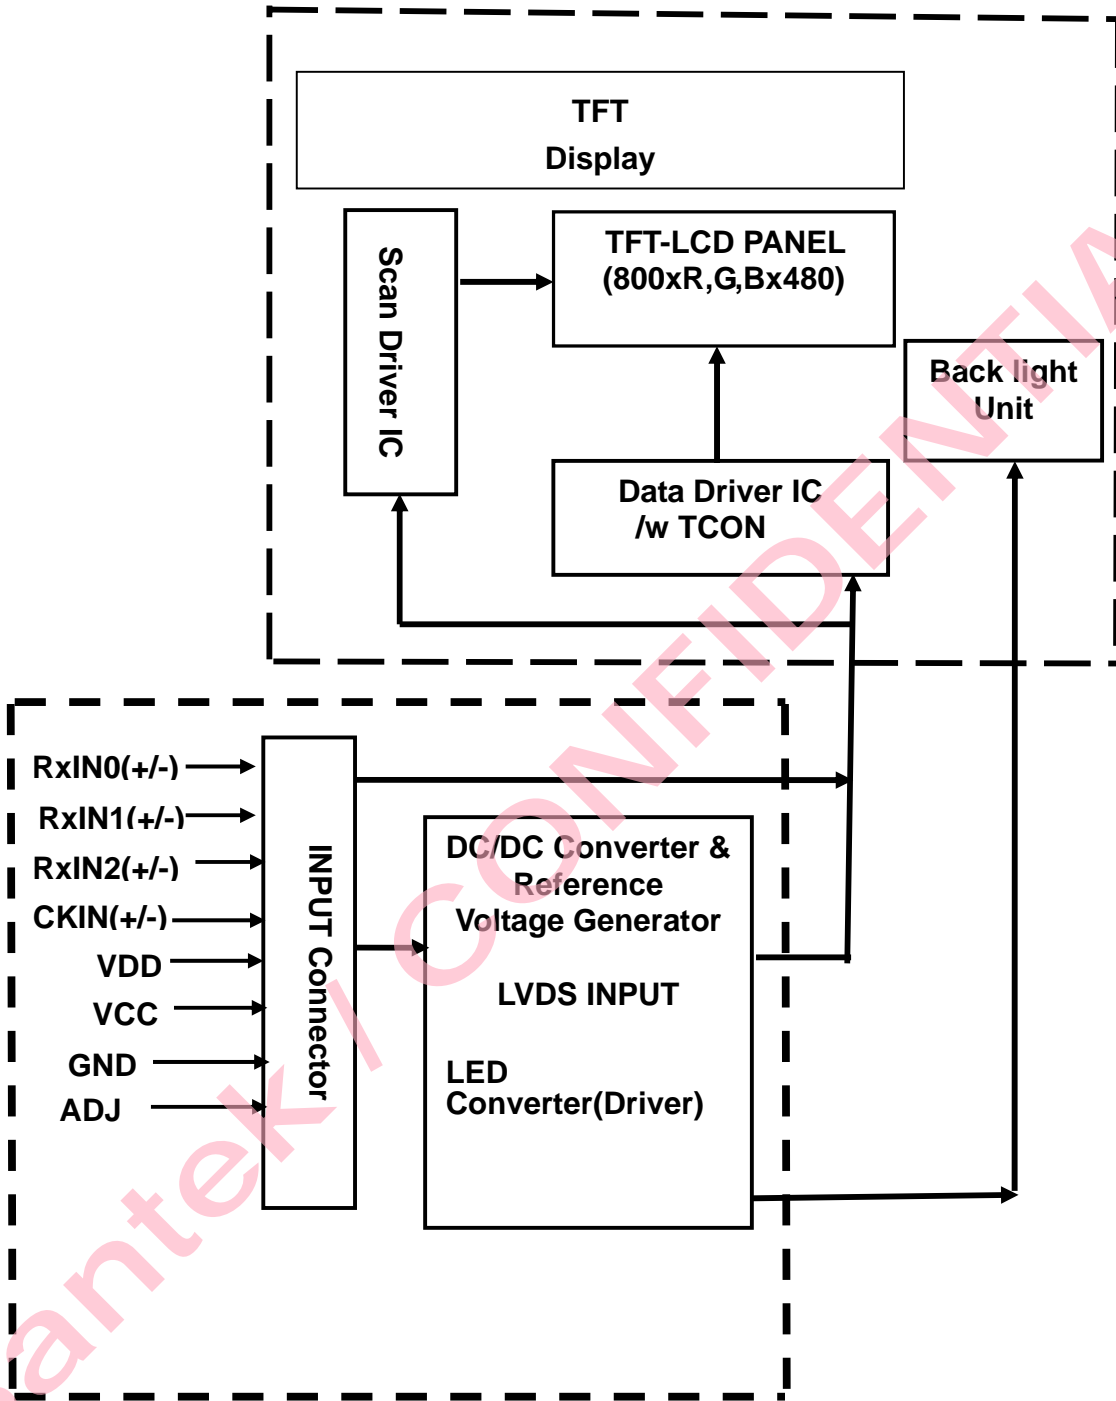 TFT
Display
Scan Driver IC
TFT-LCD PANEL
(800xR,G,Bx480)
Back light
Unit
Data Driver IC
/w TCON
RxIN0(+/-)
RxIN1(+/-)
RxIN2(+/-)
CKIN(+/-)
VDD
VCC
GND
ADJ
INPUT Connector
DC/DC Converter &
Reference
Voltage Generator
LVDS INPUT
LED
Converter(Driver)
/ CONFIDENTIA